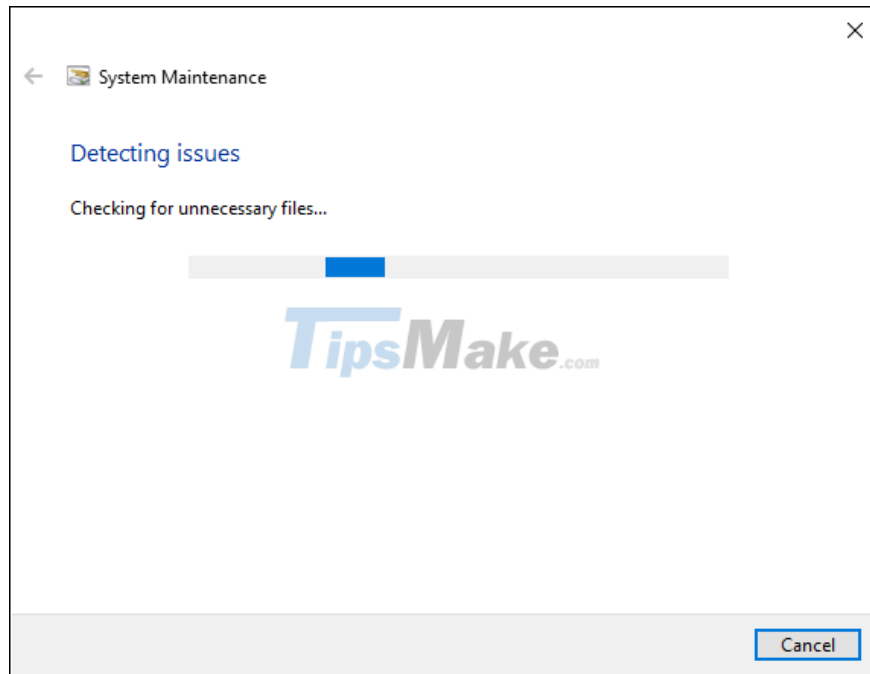 System Maintenance
Detecting issues
Checking for unnecessary files...
TipsMake.com
Cancel